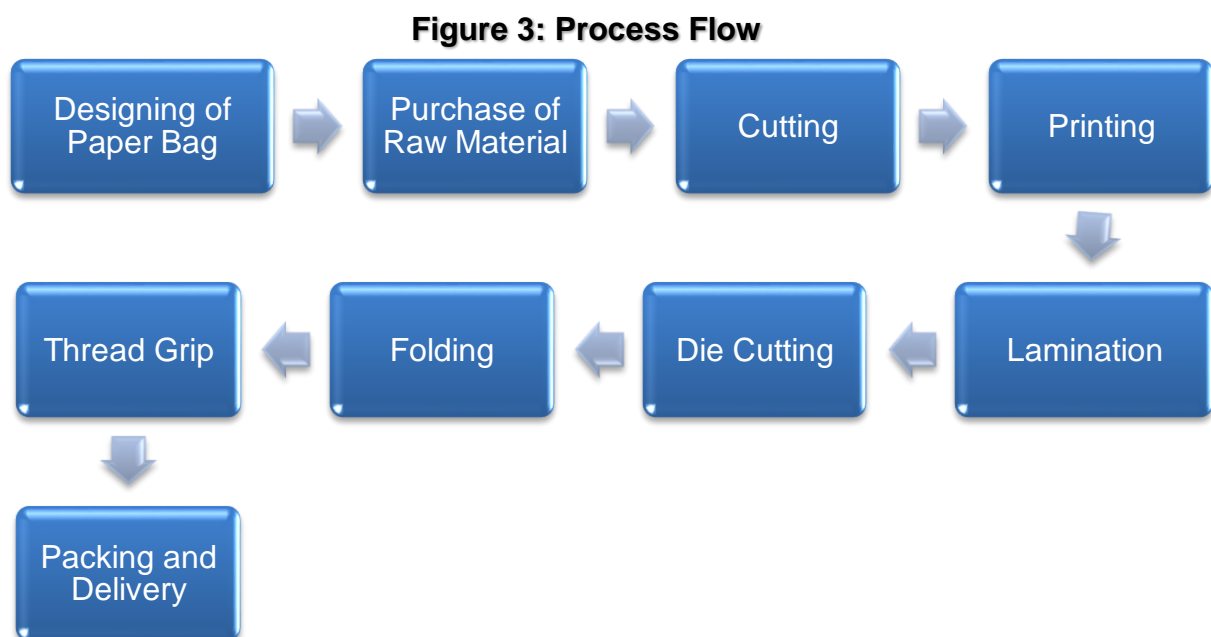 Figure 3: Process Flow
Designing of
Paper Bag
Purchase of
Raw Material
Cutting
Printing
Lamination
Die Cutting
Folding
Thread Grip
Packing and
Delivery